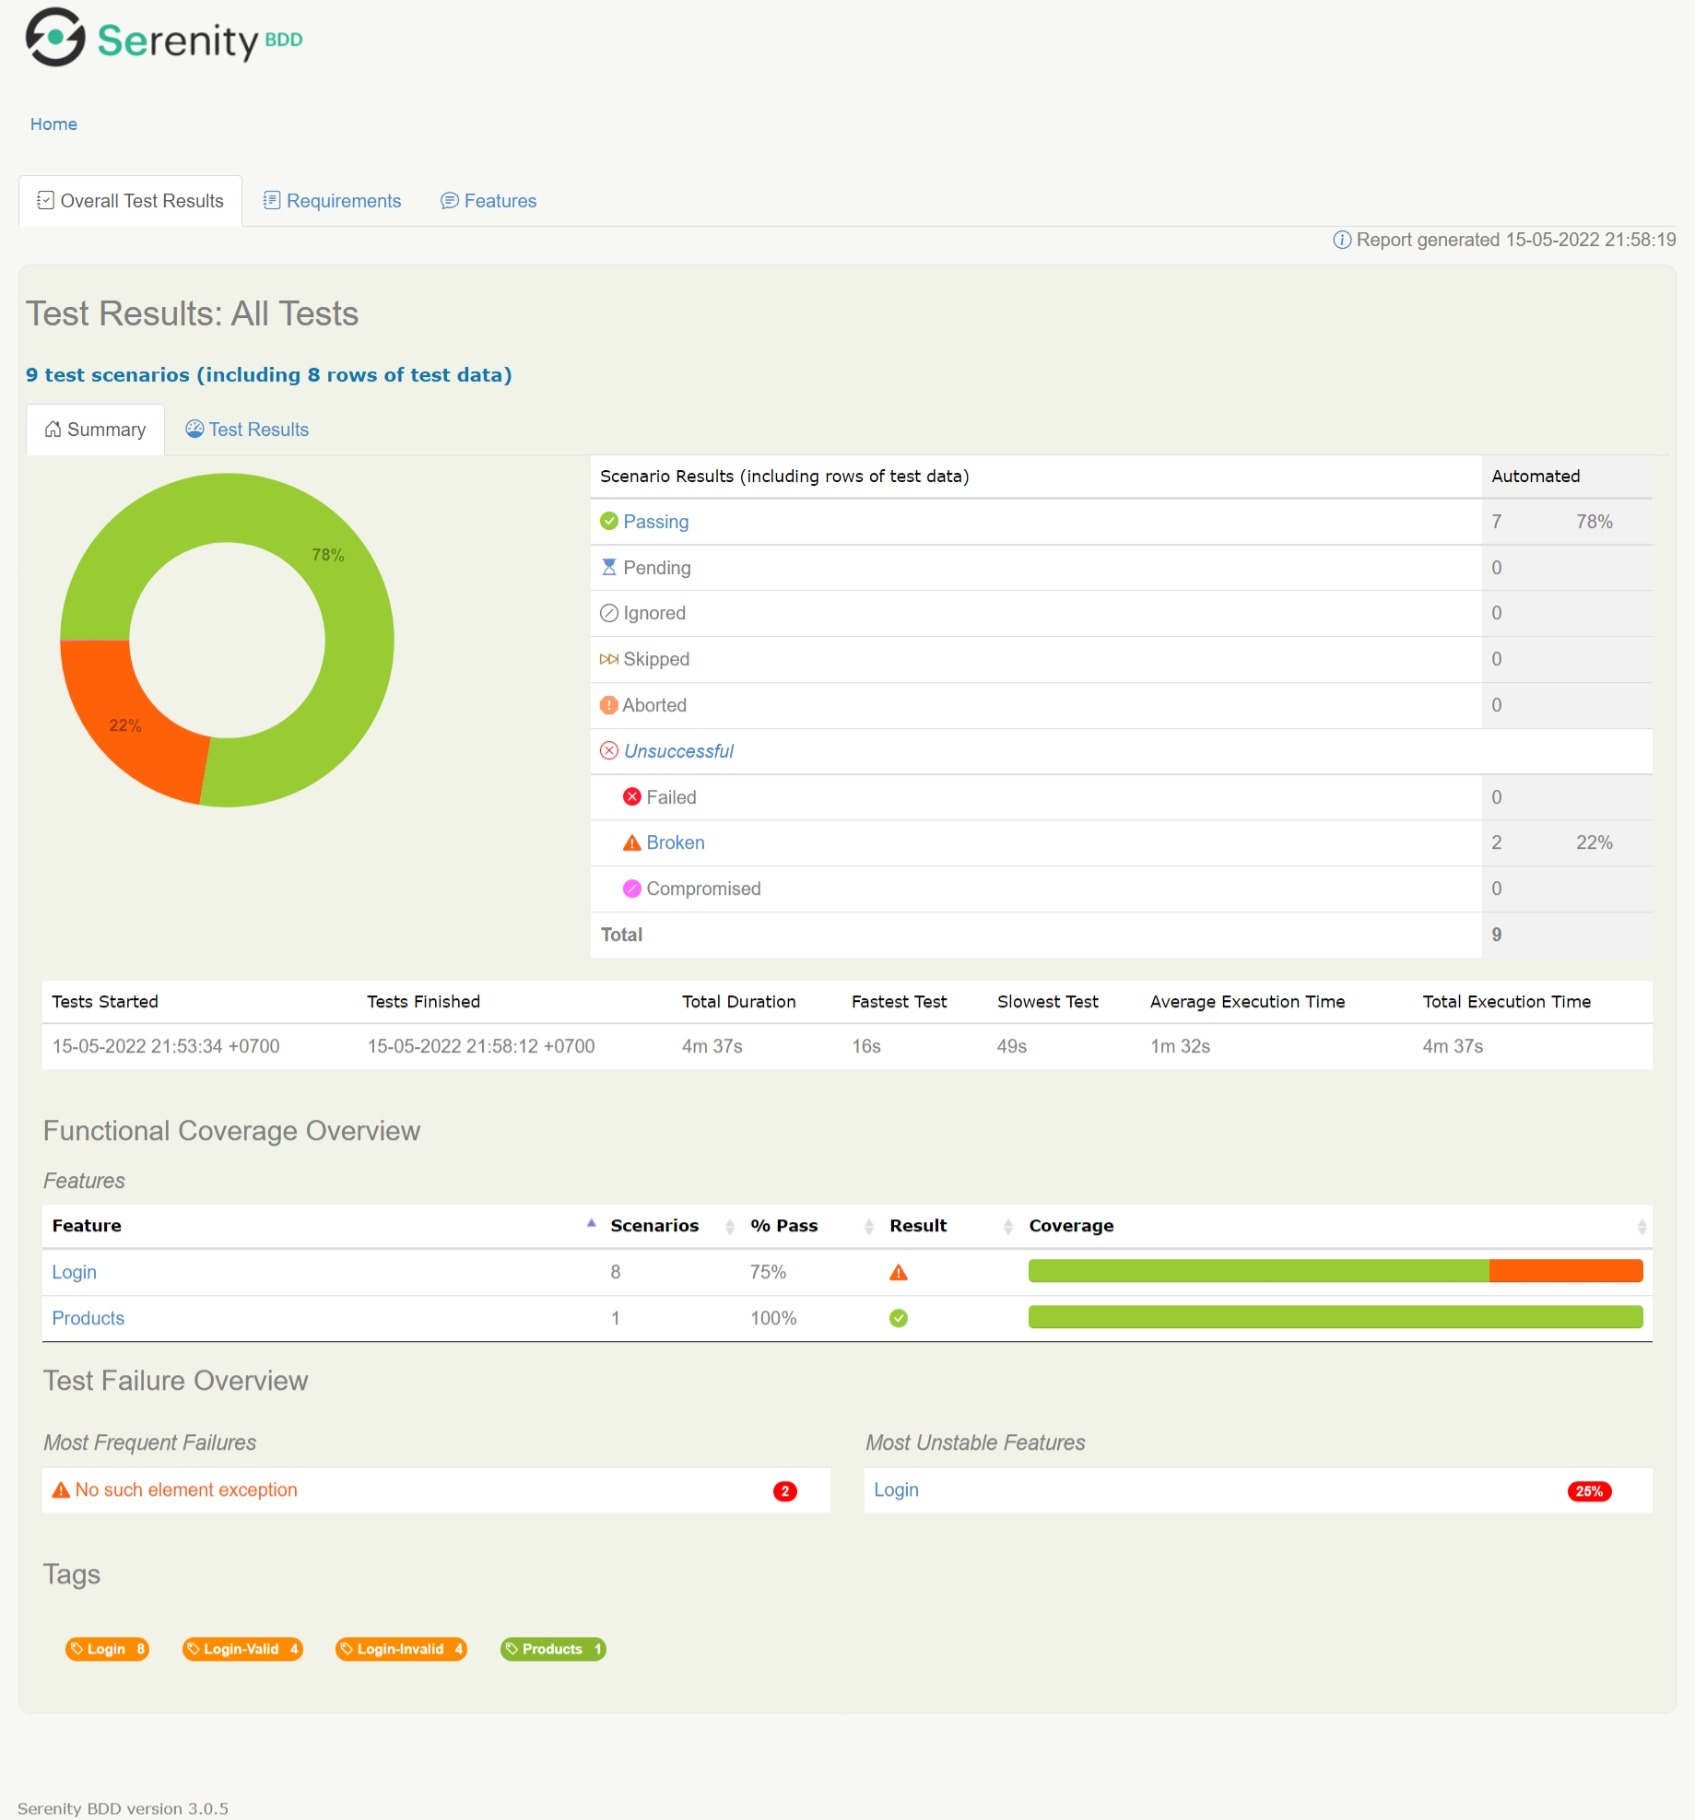 Serenity BDD
Home
Overall Test Results Requirements Features
Report generated 15-05-2022 21:58:19
Test Results: All Tests
9 test scenarios (including 8 rows of test data)
Summary Test Results
78%
22%
Scenario Results (including rows of test data) Automated
Passing 7 78%
Pending 0
Ignored 0
Skipped 0
Aborted 0
Unsuccessful
Failed 0
Broken 2 22%
Compromised 0
Total 9
Tests Started Tests Finished Total Duration Fastest Test Slowest Test Average Execution Time Total Execution Time
15-05-2022 21:53:34 +0700 15-05-2022 21:58:12 +0700 4m 37s 16s 49s 1m 32s 4m 37s
Functional Coverage Overview
Features
Feature Scenarios % Pass Result Coverage
Login 8 75%
Products 1 100%
Test Failure Overview
Most Frequent Failures
No such element exception 2
Most Unstable Features
Login 25%
Tags
Login 8 Login-Valid 4 Login-Invalid 4 Products 1
Serenity BDD version 3.0.5